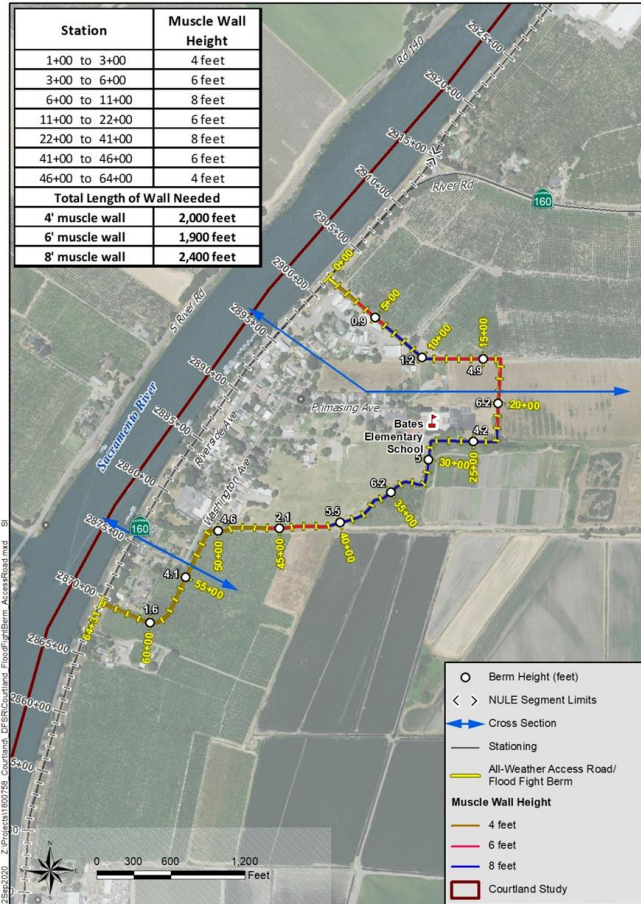 Station Muscle Wall Height
1+00 to 3+00 4 feet
3+00 to 6+00 6 feet
6+00 to 11+00 8 feet
11+00 to 22+00 6 feet
22+00 to 41+00 8 feet
41+00 to 46+00 6 feet
46+00 to 64+00 4 feet
Total Length of Wall Needed
4' muscle wall 2,000 feet
6' muscle wall 1,900 feet
8' muscle wall 2,400 feet
Rd 140
2925+00
2920+00
2915+00
2910+00
River Rd
160
2905+00
2900+00
0+00
S River Rd
2895+00
5+00
0.9
10+00
1.2
15+00
4.9
2890+00
Primasing Ave
6.2
20+00
Bates
Elementary
School
4.2
25+00
2885+00
Riverside Ave
5
30+00
Sacramento River
2880+00
6.2
35+00
Washington Ave
2875+00
160
4.6
50+00
2.1
45+00
5.5
40+00
2870+00
4.1
55+00
64+31
1.6
60+00
2865+00
2860+00
Berm Height (feet)
NULE Segment Limits
Cross Section
Stationing
All-Weather Access Road/
Flood Fight Berm
Muscle Wall Height
4 feet
6 feet
8 feet
Courtland Study
0 300 600 1,200
Feet